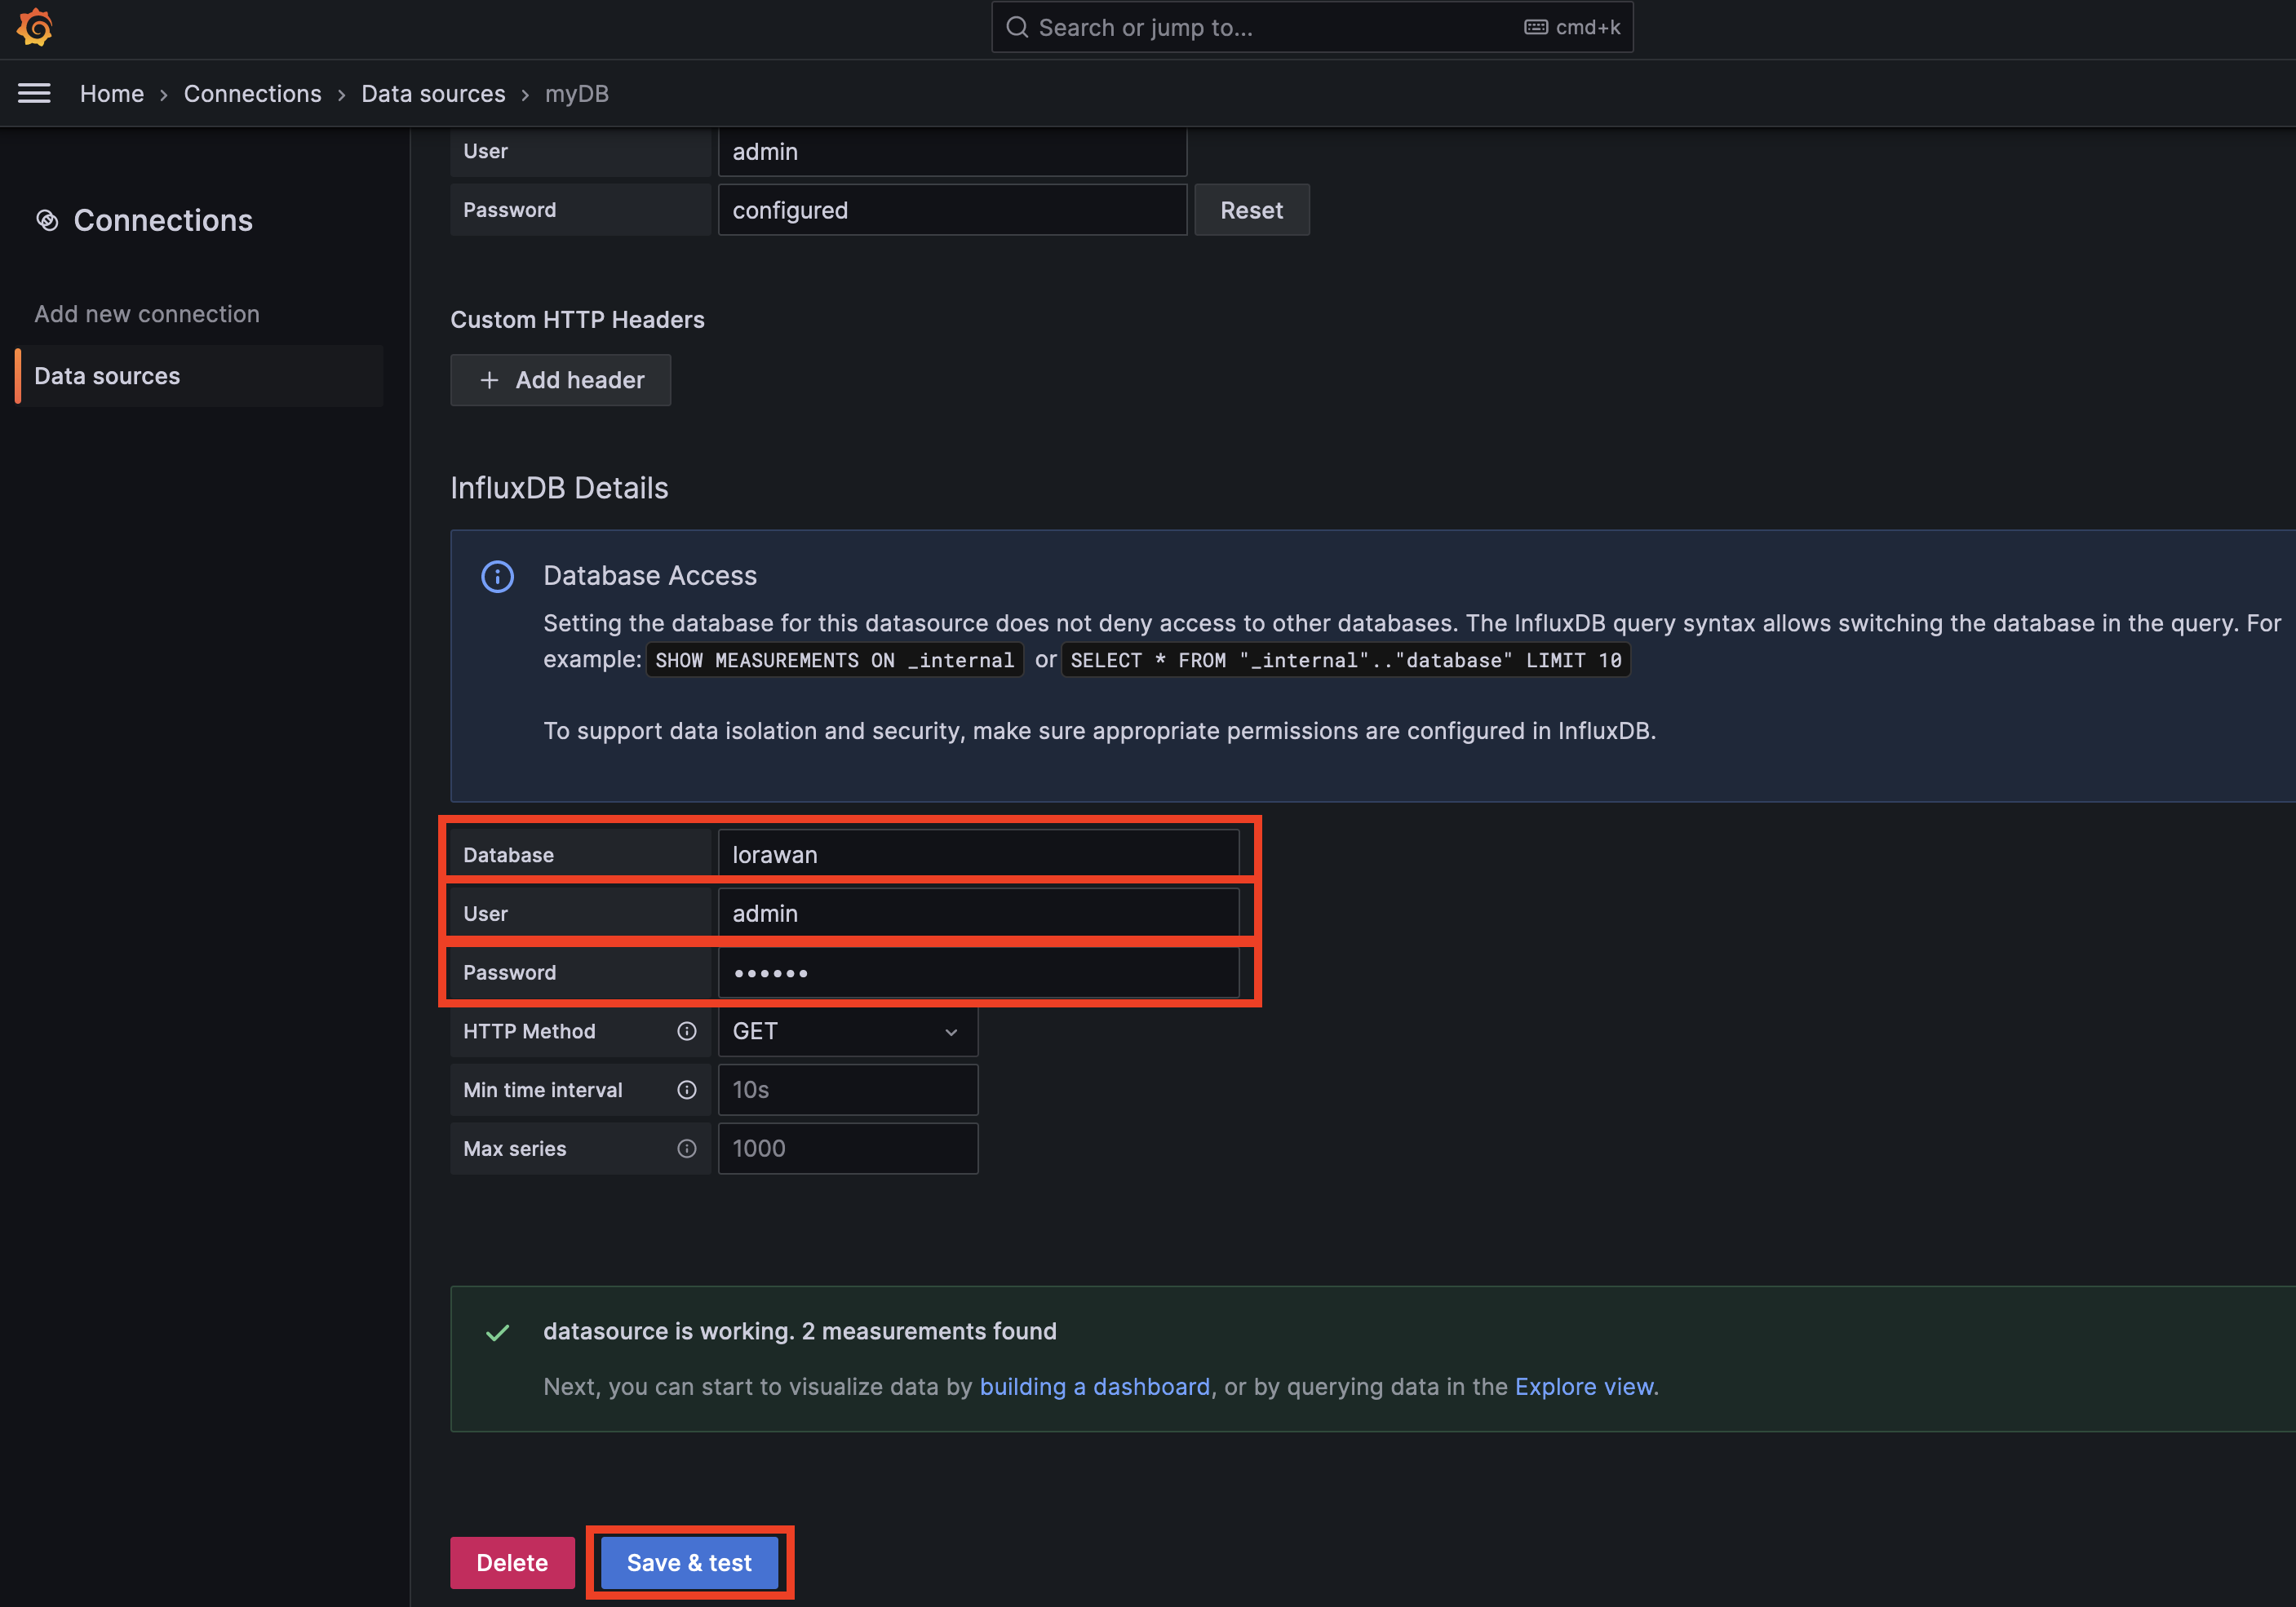 Search or jump to...
cmd+k
Home › Connections › Data sources › myDB
Connections
Add new connection
Data sources
User
admin
Password
configured
Reset
Custom HTTP Headers
+ Add header
InfluxDB Details
Database Access
Setting the database for this datasource does not deny access to other databases. The InfluxDB query syntax allows switching the database in the query. For
example: SHOW MEASUREMENTS ON _internal or SELECT * FROM "_internal".."database" LIMIT 10
To support data isolation and security, make sure appropriate permissions are configured in InfluxDB.
Database
lorawan
User
admin
Password
••••••
HTTP Method
GET
Min time interval
10s
Max series
1000
datasource is working. 2 measurements found
Next, you can start to visualize data by building a dashboard, or by querying data in the Explore view.
Delete
Save & test